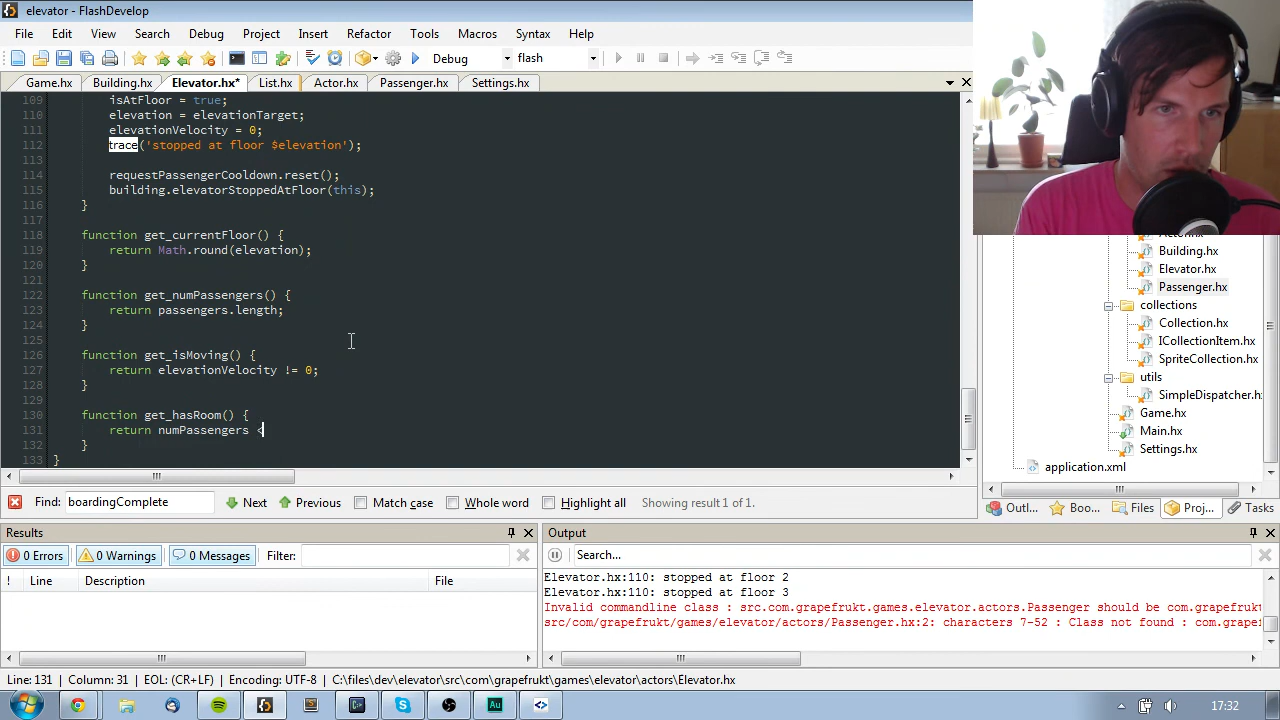 elevator - FlashDevelop
File Edit View Search Debug Project Insert Refactor Tools Macros Syntax Help
Debug flash
Game.hx Building.hx Elevator.hx* List.hx Actor.hx Passenger.hx Settings.hx
109 isAtFloor = true;
110 elevation = elevationTarget;
111 elevationVelocity = 0;
112 trace('stopped at floor $elevation');
113
114 requestPassengerCooldown.reset();
115 building.elevatorStoppedAtFloor(this);
116 }
117
118 function get_currentFloor() {
119 return Math.round(elevation);
120 }
121
122 function get_numPassengers() {
123 return passengers.length;
124 }
125
126 function get_isMoving() {
127 return elevationVelocity != 0;
128 }
129
130 function get_hasRoom() {
131 return numPassengers <
132 }
133 }
Building.hx
Elevator.hx
Passenger.hx
collections
Collection.hx
ICollectionItem.hx
SpriteCollection.hx
utils
SimpleDispatcher.h
Game.hx
Main.hx
Settings.hx
application.xml
Outl... Boo... Files Proj... Tasks
Find: boardingComplete Next Previous Match case Whole word Highlight all Showing result 1 of 1.
Results
0 Errors 0 Warnings 0 Messages Filter:
! Line Description File
Output
Search...
Elevator.hx:110: stopped at floor 2
Elevator.hx:110: stopped at floor 3
Invalid commandline class : src.com.grapefrukt.games.elevator.actors.Passenger should be com.grapefrukt
src/com/grapefrukt/games/elevator/actors/Passenger.hx:2: characters 7-52 : Class not found : com.grapef
Line: 131 Column: 31 EOL: (CR+LF) Encoding: UTF-8 C:\files\dev\elevator\src\com\grapefrukt\games\elevator\actors\Elevator.hx
Au
17:32